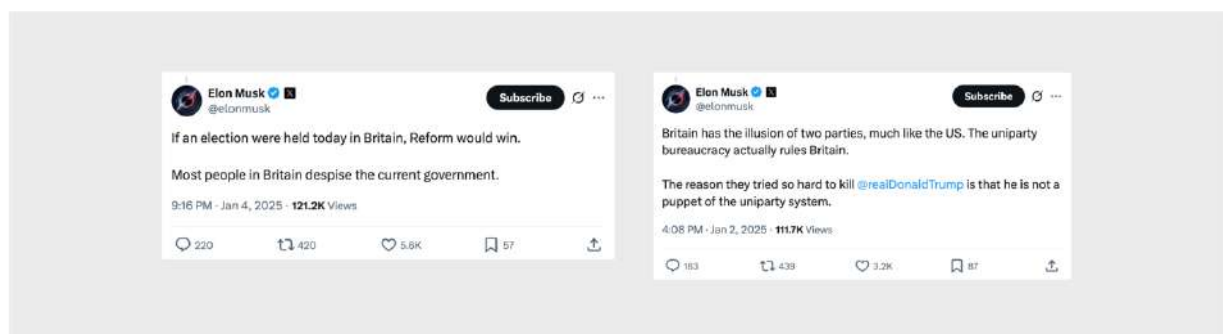 Elon Musk
@elonmusk
Subscribe
If an election were held today in Britain, Reform would win.
Most people in Britain despise the current government.
9:16 PM · Jan 4, 2025 · 121.2K Views
220 420 5.6K 57
Elon Musk
@elonmusk
Subscribe
Britain has the illusion of two parties, much like the US. The uniparty
bureaucracy actually rules Britain.
The reason they tried so hard to kill @realDonaldTrump is that he is not a
puppet of the uniparty system.
4:08 PM · Jan 2, 2025 · 111.7K Views
183 439 3.2K 87